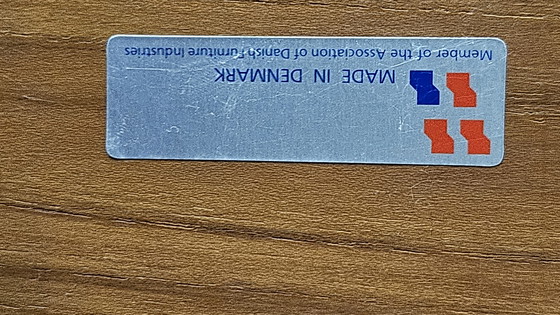 MADE IN DENMARK
Member of the Association of Danish Furniture Industries